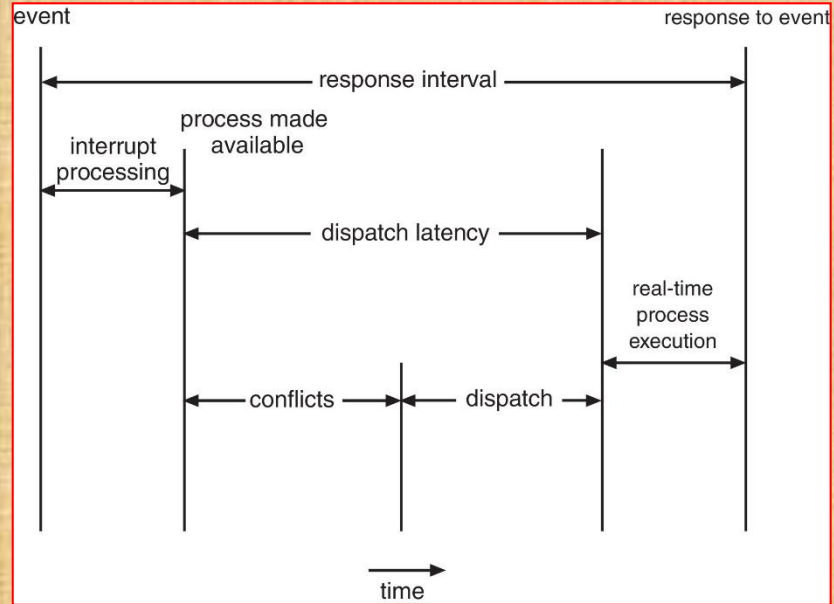 event
response to event
response interval
process made
available
interrupt
processing
dispatch latency
real-time
process
execution
conflicts
dispatch
time